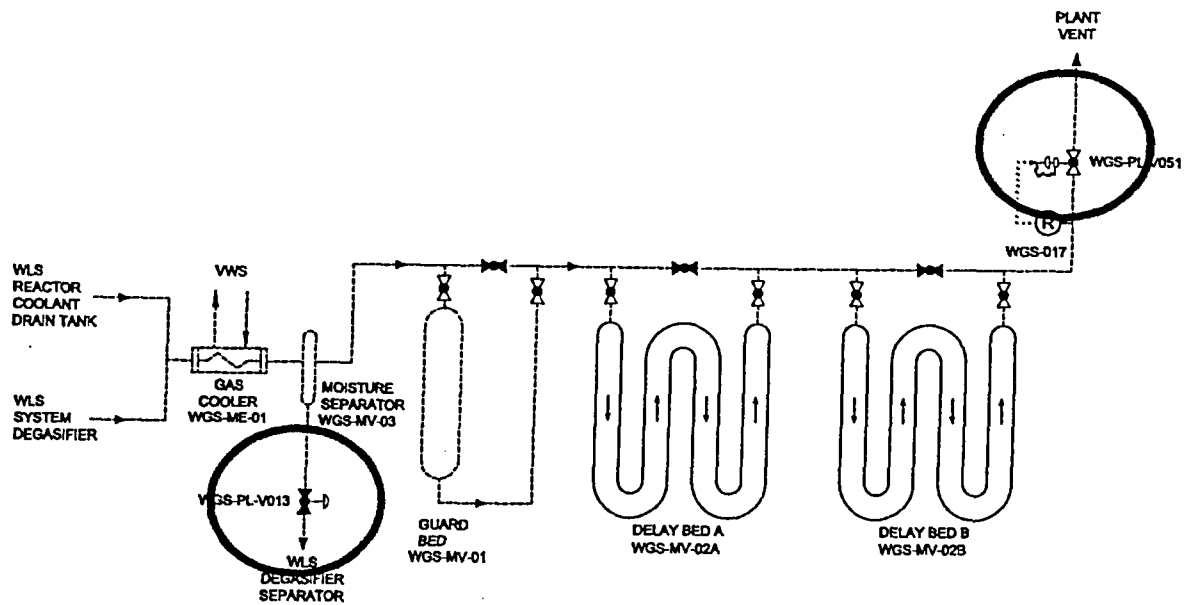 PLANT
VENT
WGS-PL-V051
R
WGS-017
WLS
REACTOR
COOLANT
DRAIN TANK
VWS
GAS
COOLER
WGS-ME-01
MOISTURE
SEPARATOR
WGS-MV-03
WLS
SYSTEM
DEGASIFIER
WGS-PL-V013
WLS
DEGASIFIER
SEPARATOR
GUARD
BED
WGS-MV-01
DELAY BED A
WGS-MV-02A
DELAY BED B
WGS-MV-02B